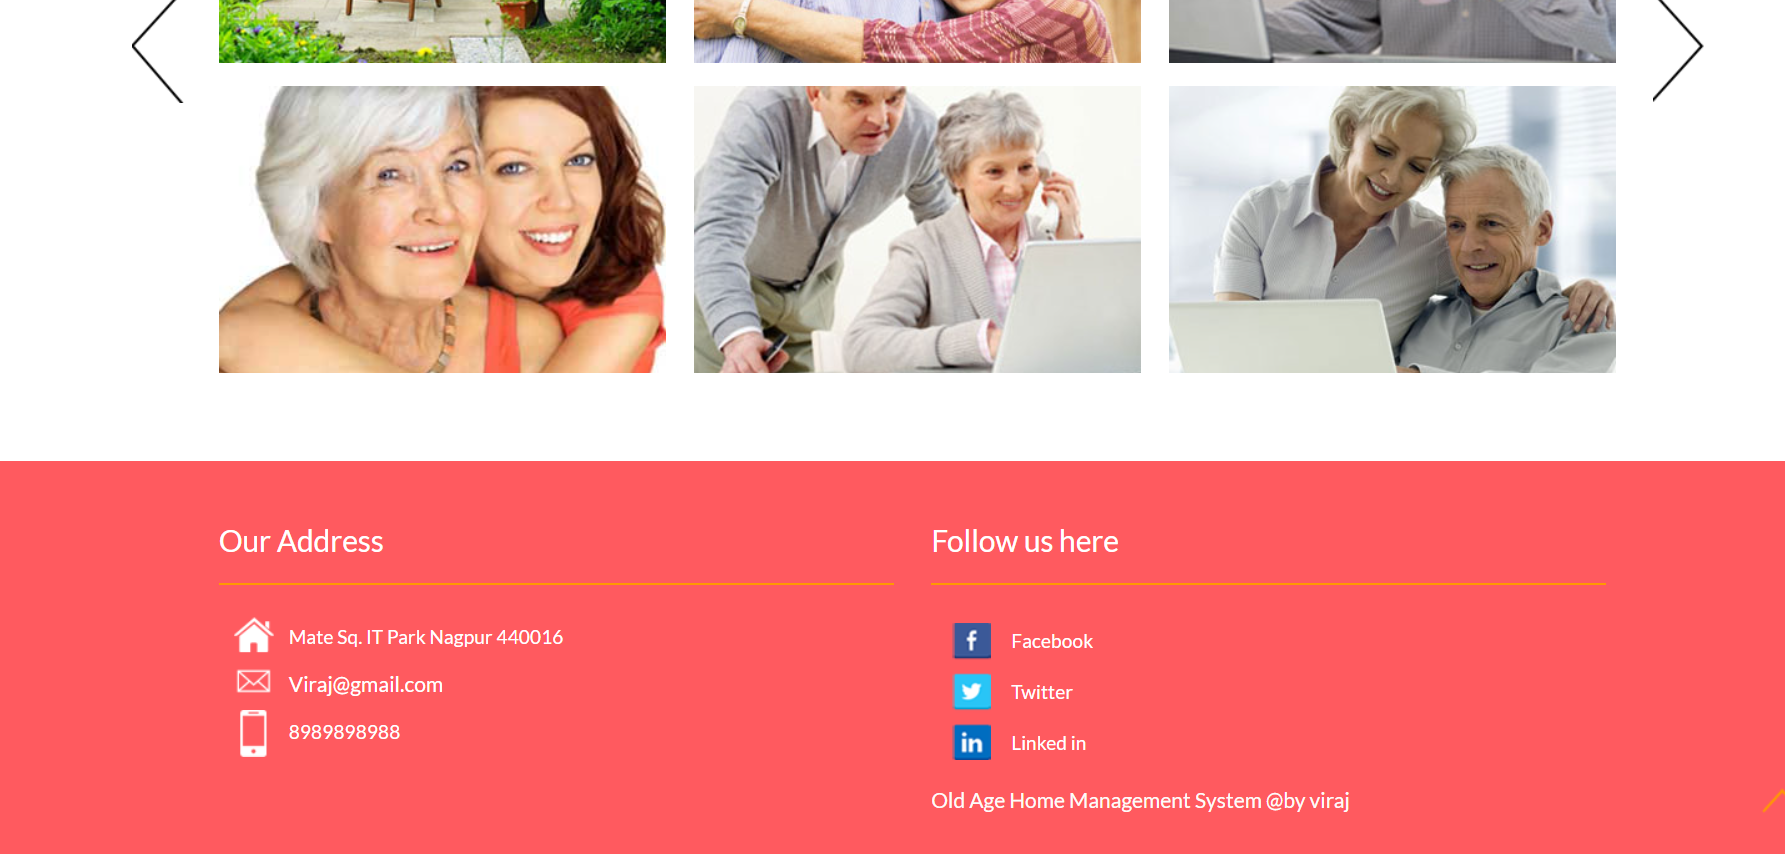 Our Address
Mate Sq. IT Park Nagpur 440016
Viraj@gmail.com
8989898988
Follow us here
f Facebook
Twitter
in Linked in
Old Age Home Management System @by viraj